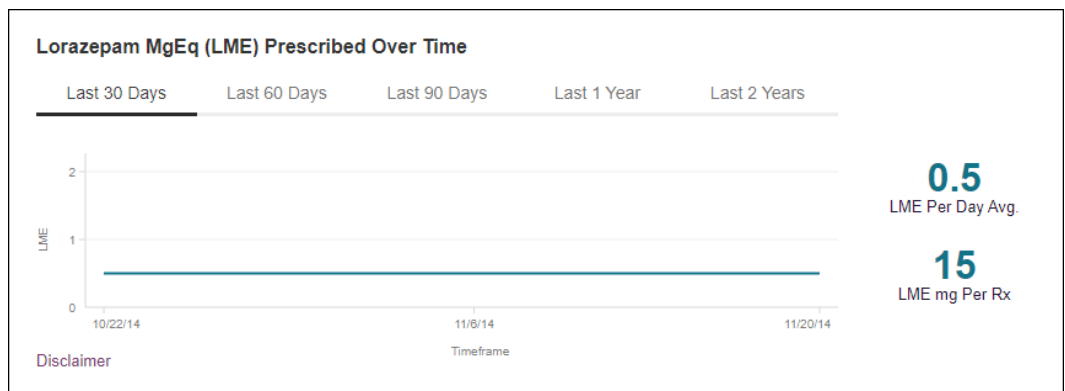 Lorazepam MgEq (LME) Prescribed Over Time
Last 30 Days Last 60 Days Last 90 Days Last 1 Year Last 2 Years
2
1
0
LME
10/22/14 11/6/14 11/20/14
Timeframe
Disclaimer
0.5
LME Per Day Avg.
15
LME mg Per Rx